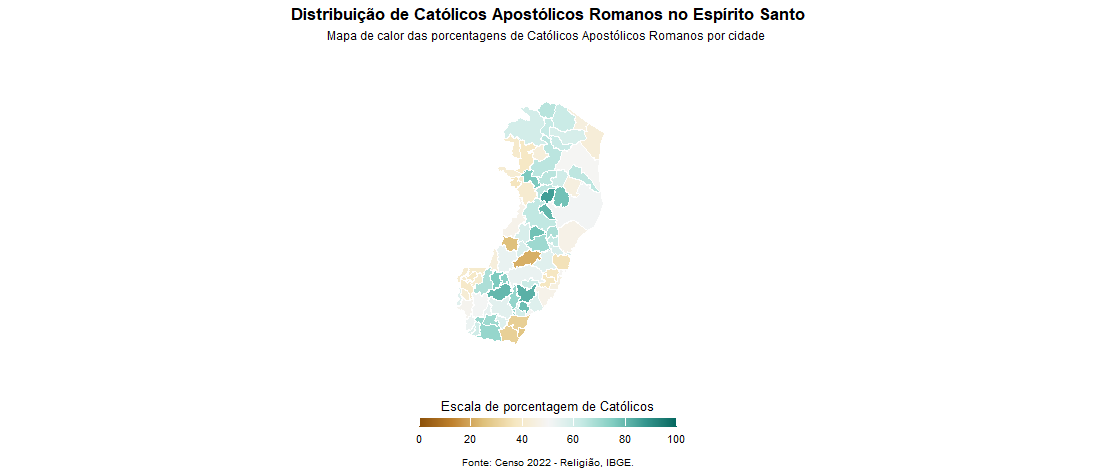 Distribuição de Católicos Apostólicos Romanos no Espírito Santo
Mapa de calor das porcentagens de Católicos Apostólicos Romanos por cidade
Escala de porcentagem de Católicos
0 20 40 60 80 100
Fonte: Censo 2022 - Religião, IBGE.